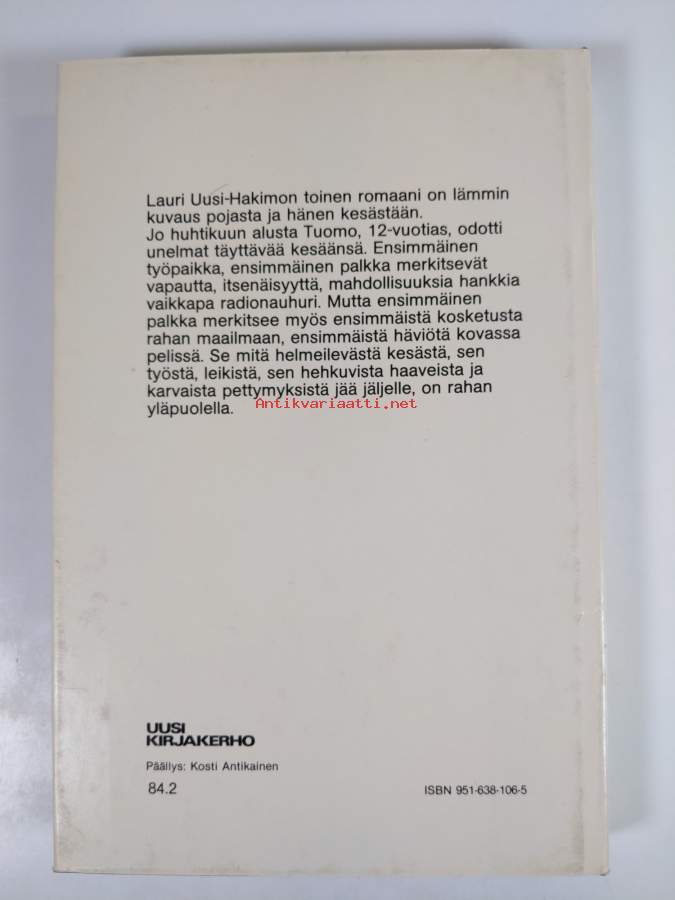 Lauri Uusi-Hakimon toinen romaani on lämmin
kuvaus pojasta ja hänen kesästään.
Jo huhtikuun alusta Tuomo, 12-vuotias, odotti
unelmat täyttävää kesäänsä. Ensimmäinen
työpaikka, ensimmäinen palkka merkitsevät
vapautta, itsenäisyyttä, mahdollisuuksia hankkia
vaikkapa radionauhuri. Mutta ensimmäinen
palkka merkitsee myös ensimmäistä kosketusta
rahan maailmaan, ensimmäistä häviötä kovassa
pelissä. Se mitä helmeilevästä kesästä, sen
työstä, leikistä, sen hehkuvista haaveista ja
karvaista pettymyksistä jää jäljelle, on rahan
yläpuolella.
Antikvariaatti.net
UUSI
KIRJAKERHO
Päällys: Kosti Antikainen
84.2
ISBN 951-638-106-5